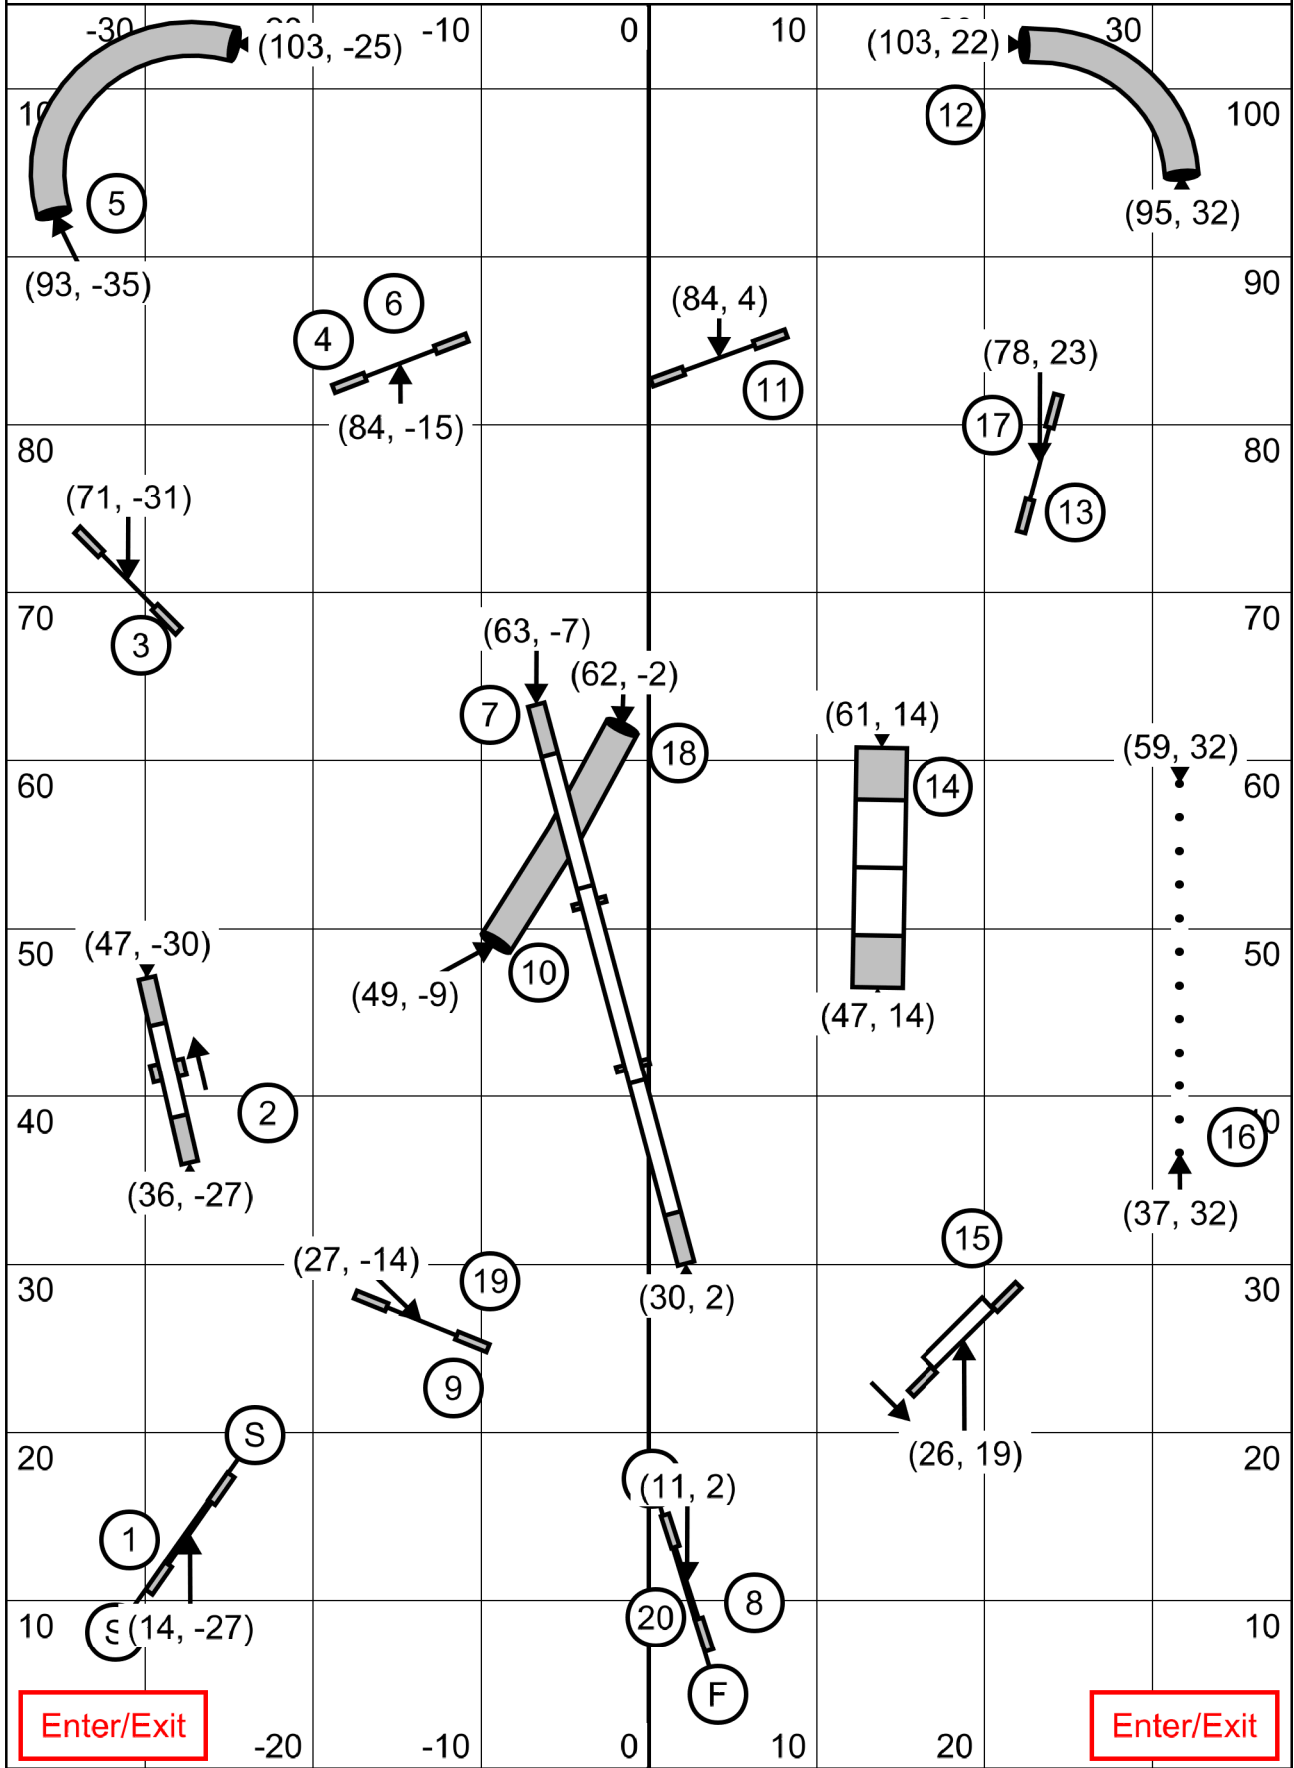 -30 -10 0 10 30
(103, -25) (103, 22)
12 100
5 (95, 32)
(93, -35) 90
6 (84, 4)
4 (78, 23)
11
(84, -15) 17
80 80
(71, -31) 13
70 70
3 (63, -7)
(62, -2)
7 (61, 14)
18 (59, 32)
60 14 60
(47, -30) 50 50
10
(49, -9) (47, 14)
2
40 16
(36, -27) (37, 32)
15
(27, -14) 19
30 (30, 2) 30
9
S
20 (26, 19) 20
(11, 2)
1
10 (14, -27) 20 8 10
F
Enter/Exit Enter/Exit
-20 -10 0 10 20